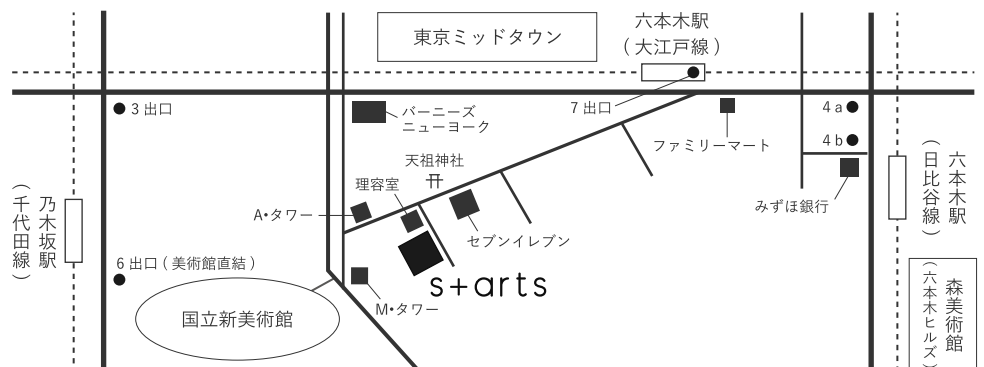 東京ミッドタウン
六本木駅
(大江戸線)
3 出口
バーニーズ
ニューヨーク
7 出口
ファミリーマート
4a
4b
みずほ銀行
六本木駅
(日比谷線)
天祖神社
理容室
A•タワー
セブンイレブン
乃木坂駅
(千代田線)
6 出口 (美術館直結)
s+arts
M•タワー
国立新美術館
森美術館
(六本木ヒルズ)